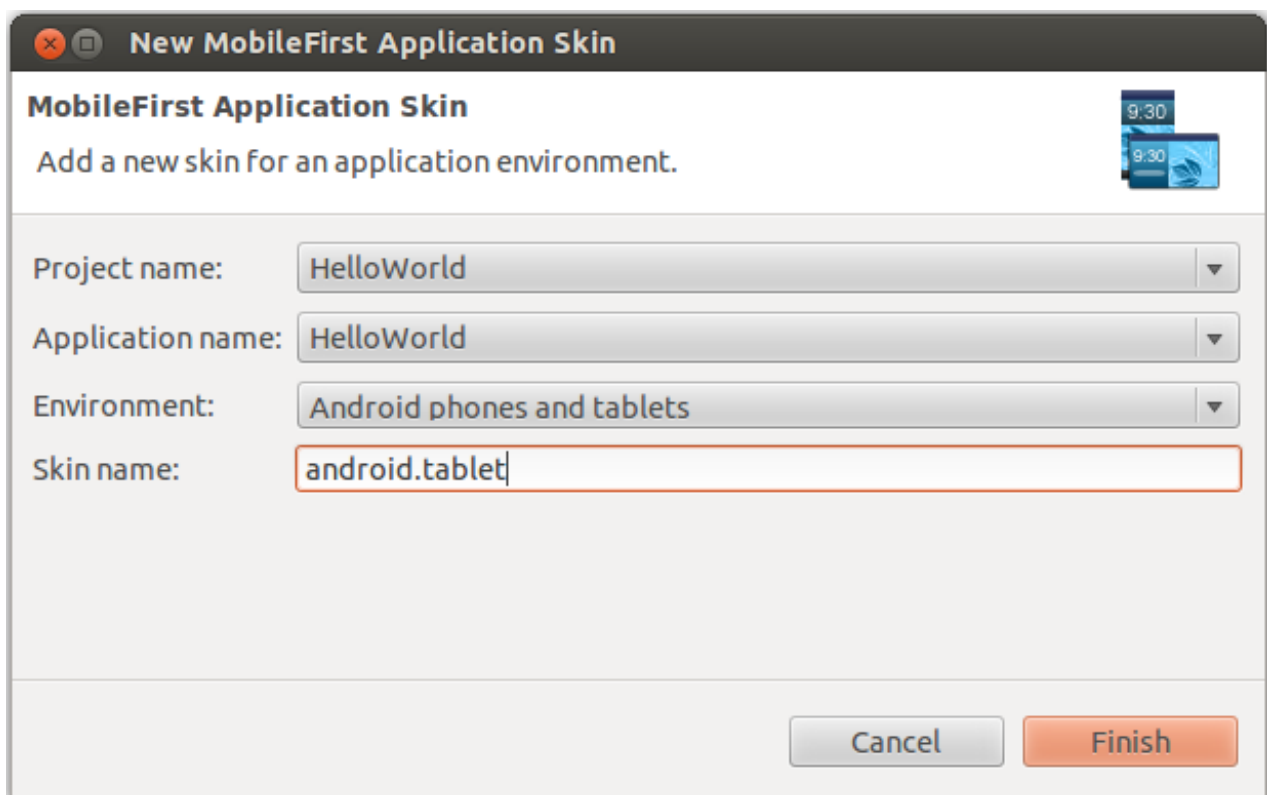 New MobileFirst Application Skin
MobileFirst Application Skin
Add a new skin for an application environment.
9:30
9:30
Project name: HelloWorld
Application name: HelloWorld
Environment: Android phones and tablets
Skin name: android.tablet
Cancel Finish